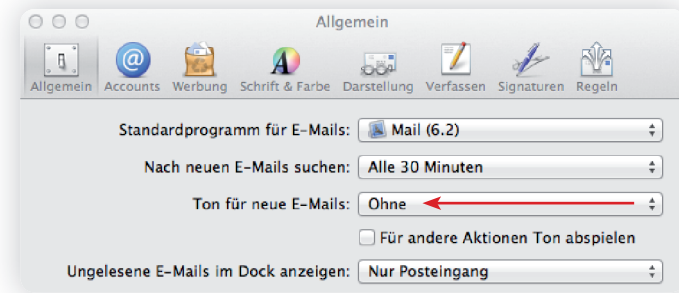 Allgemein
Allgemein Accounts Werbung Schrift & Farbe Darstellung Verfassen Signaturen Regeln
Standardprogramm für E-Mails: Mail (6.2)
Nach neuen E-Mails suchen: Alle 30 Minuten
Ton für neue E-Mails: Ohne
Für andere Aktionen Ton abspielen
Ungelesene E-Mails im Dock anzeigen: Nur Posteingang